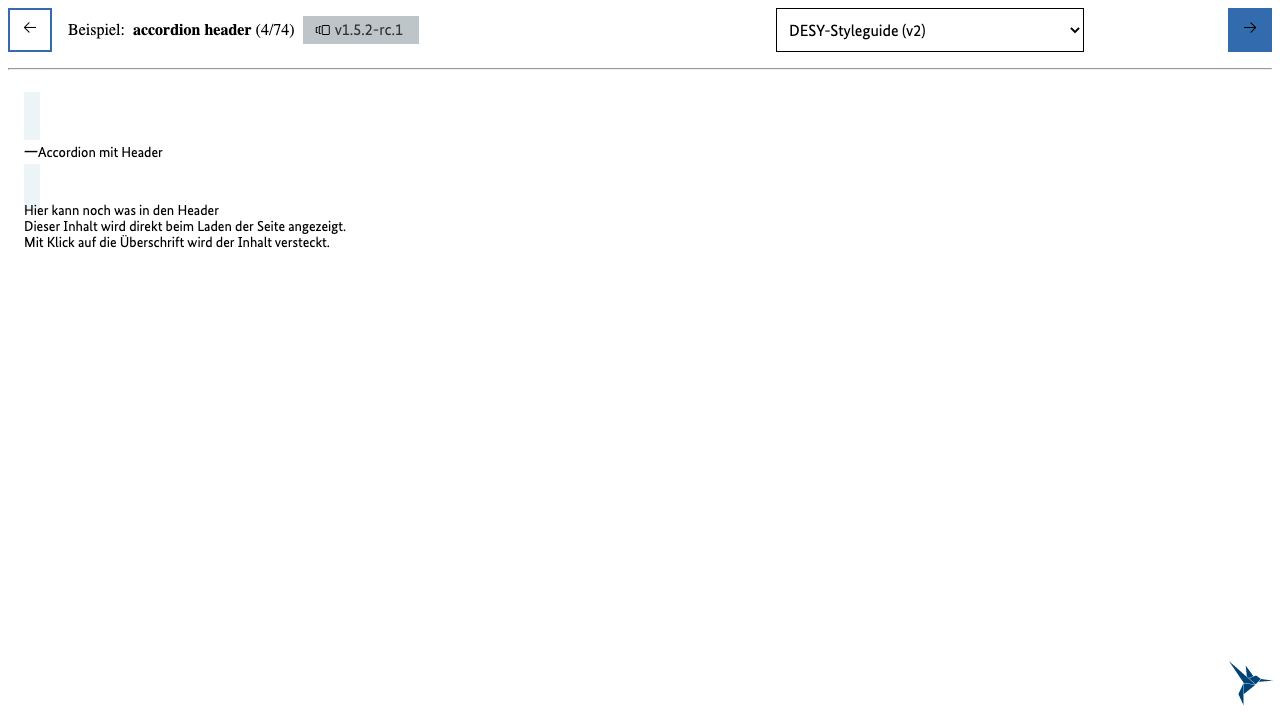 Beispiel: accordion header (4/74) v1.5.2-rc.1 DESY-Styleguide (v2)
Accordion mit Header
Hier kann noch was in den Header
Dieser Inhalt wird direkt beim Laden der Seite angezeigt.
Mit Klick auf die Überschrift wird der Inhalt versteckt.